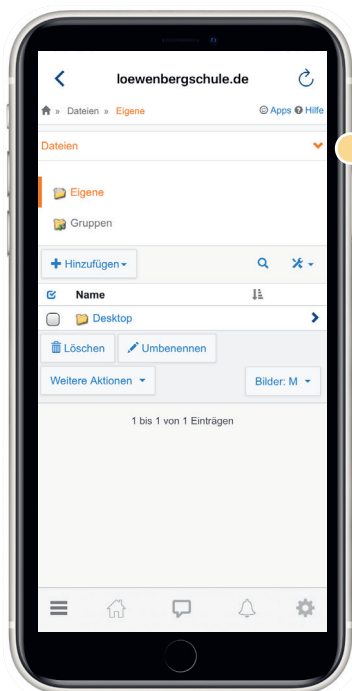 loewenbergschule.de
» Dateien » Eigene Apps Hilfe
Dateien
Eigene
Gruppen
Hinzufügen
Name
Desktop
Löschen Umbenennen
Weitere Aktionen Bilder: M
1 bis 1 von 1 Einträgen